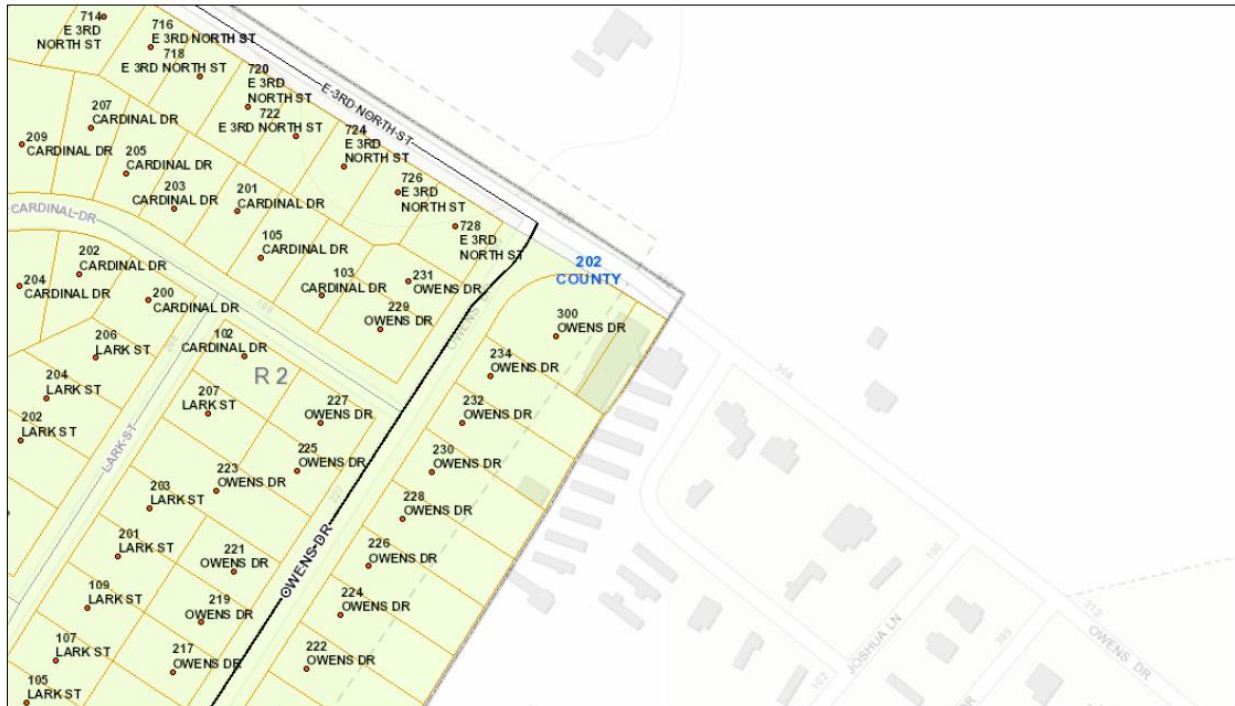 714
E 3RD
NORTH ST
716
E 3RD NORTH ST
718
E 3RD NORTH ST
720
E 3RD
NORTH ST
722
E 3RD NORTH ST
724
E 3RD
NORTH ST
726
E 3RD
NORTH ST
728
E 3RD
NORTH ST
E 3RD NORTH ST
207
CARDINAL DR
209
CARDINAL DR
205
CARDINAL DR
203
CARDINAL DR
201
CARDINAL DR
105
CARDINAL DR
103
CARDINAL DR
231
OWENS DR
229
OWENS DR
CARDINAL DR
202
CARDINAL DR
204
CARDINAL DR
200
CARDINAL DR
102
CARDINAL DR
202
COUNTY
300
OWENS DR
234
OWENS DR
232
OWENS DR
230
OWENS DR
228
OWENS DR
226
OWENS DR
224
OWENS DR
222
OWENS DR
R 2
206
LARK ST
204
LARK ST
202
LARK ST
207
LARK ST
227
OWENS DR
225
OWENS DR
223
OWENS DR
203
LARK ST
201
LARK ST
221
OWENS DR
109
LARK ST
219
OWENS DR
107
LARK ST
217
OWENS DR
105
LARK ST
LARK ST
OWENS DR
OWENS
304
312
OWENS DR
JOSHUA LN
100
102
299
DR